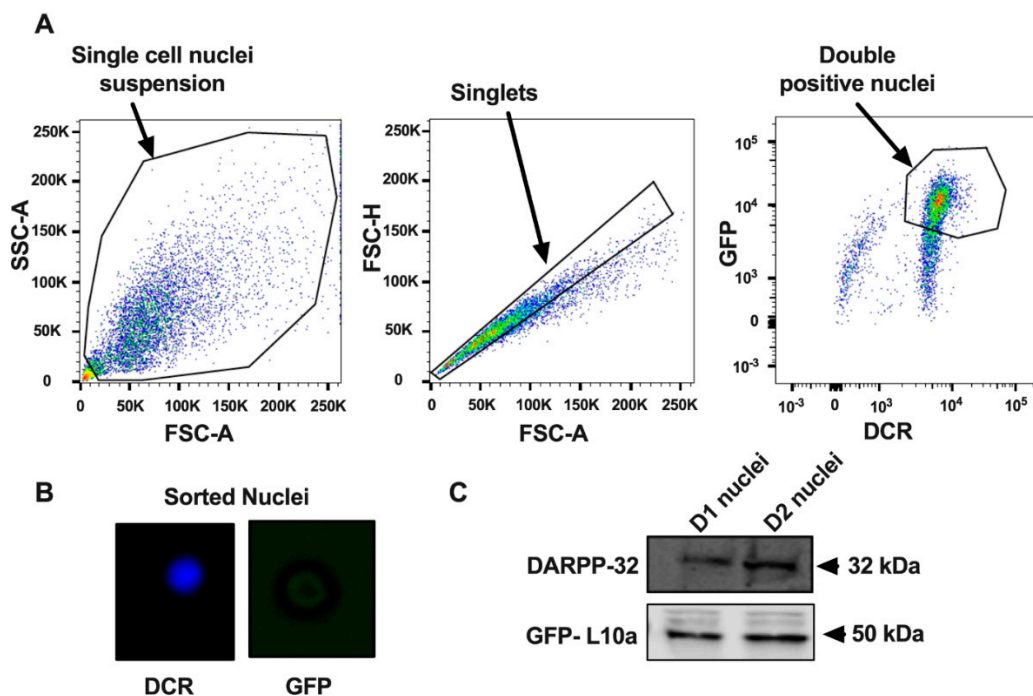 A
Single cell nuclei
suspension
Singlets
Double
positive nuclei
250K
200K
150K
100K
50K
0
SSC-A
0 50K 100K 150K 200K 250K
FSC-A
250K
200K
150K
100K
50K
0
FSC-H
0 50K 100K 150K 200K 250K
FSC-A
10^5
10^4
10^3
0
10^-3
GFP
10^-3 0 10^3 10^4 10^5
DCR
B
Sorted Nuclei
DCR GFP
C
D1 nuclei D2 nuclei
DARPP-32 32 kDa
GFP- L10a 50 kDa